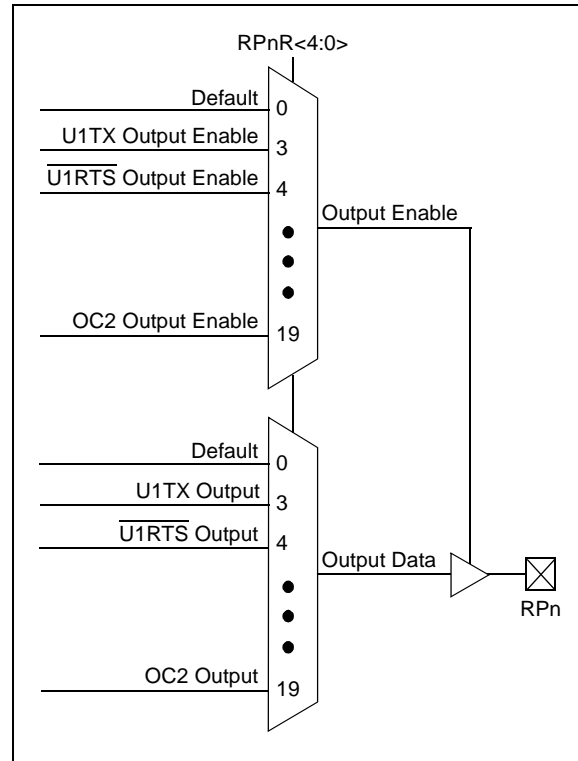 RPnR<4:0>
Default
0
U1TX Output Enable
3
U1RTS Output Enable
4
Output Enable
OC2 Output Enable
19
Default
0
U1TX Output
3
U1RTS Output
4
Output Data
RPn
OC2 Output
19